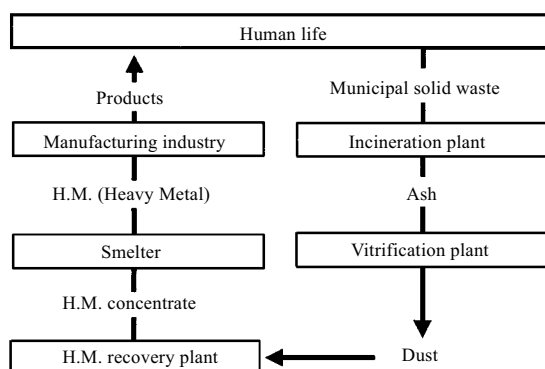 Human life
Products
Municipal solid waste
Manufacturing industry
Incineration plant
H.M. (Heavy Metal)
Ash
Smelter
Vitrification plant
H.M. concentrate
H.M. recovery plant
Dust